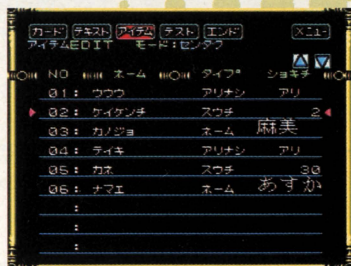 カード テキスト アイテム テスト エンド メニュー
アイテムEDIT モード:センタク
NO ネーム タイプ ショキチ
01: ウウウ アリナシ アリ
02: ケイケンチ スウチ 2
03: カノジョ ネーム 麻美
04: テイキ アリナシ アリ
05: カネ スウチ 30
06: ナマエ ネーム あすか
:
:
: